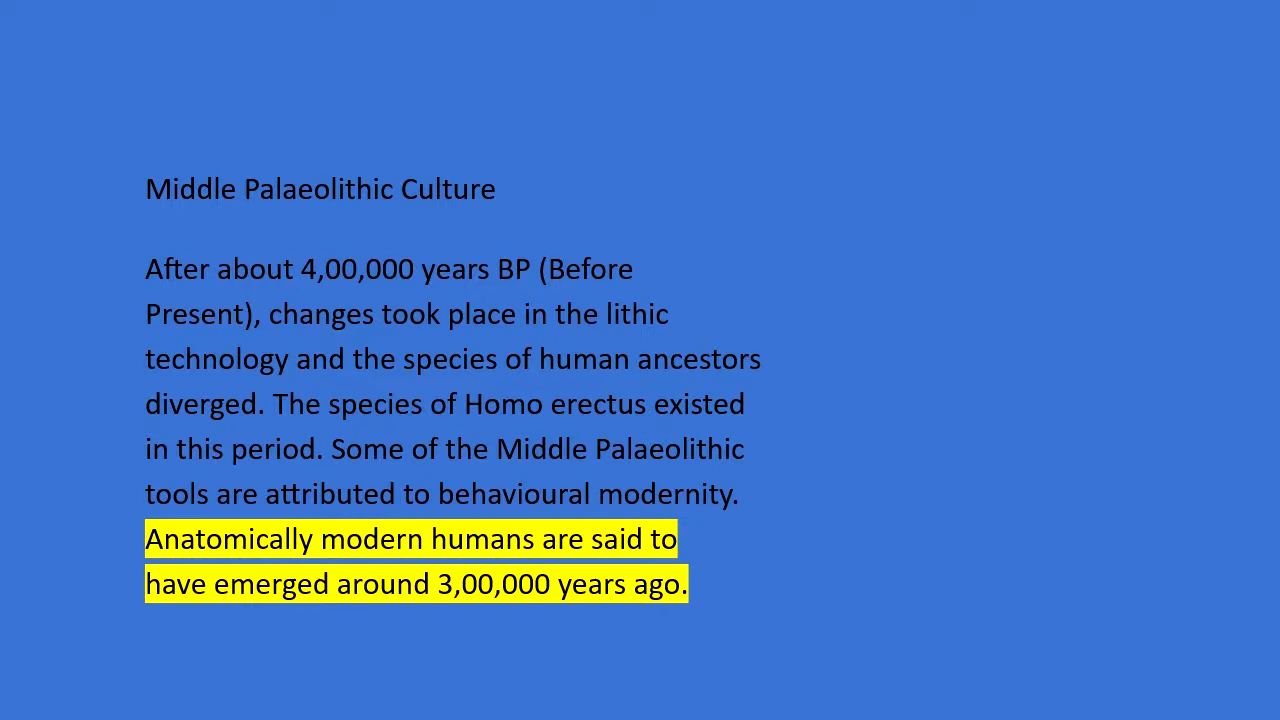 Middle Palaeolithic Culture
After about 4,00,000 years BP (Before
Present), changes took place in the lithic
technology and the species of human ancestors
diverged. The species of Homo erectus existed
in this period. Some of the Middle Palaeolithic
tools are attributed to behavioural modernity.
Anatomically modern humans are said to
have emerged around 3,00,000 years ago.